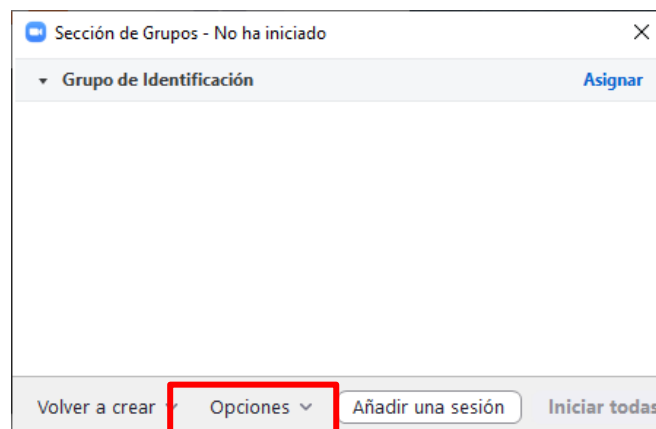 Sección de Grupos - No ha iniciado
Grupo de Identificación Asignar
Volver a crear Opciones Añadir una sesión Iniciar todas